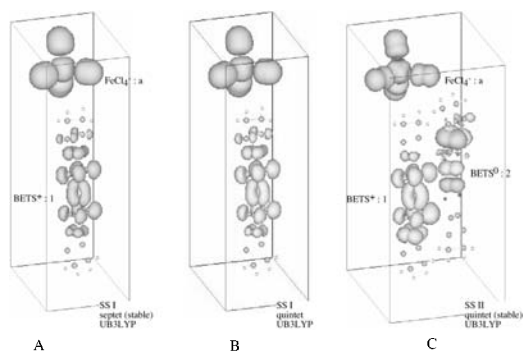 FeCl4- : a
BETS+ : 1
SS I
septet (stable)
UB3LYP
A
SS I
quintet
UB3LYP
B
FeCl4- : a
BETS0 : 2
BETS+ : 1
SS II
quintet (stable)
UB3LYP
C